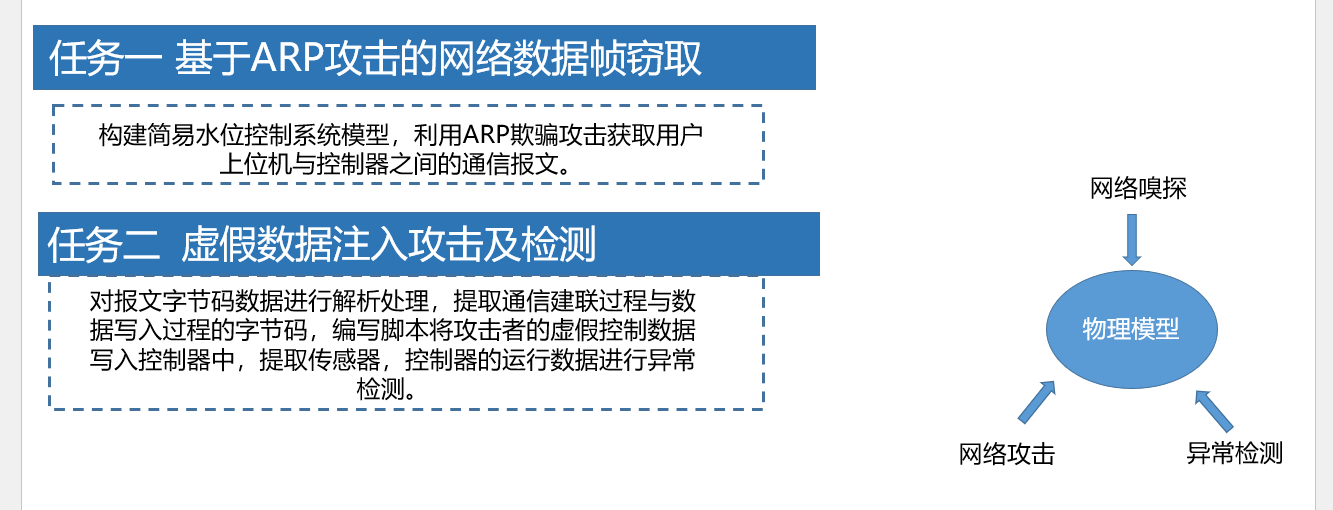 任务一 基于ARP攻击的网络数据帧窃取
构建简易水位控制系统模型，利用ARP欺骗攻击获取用户
上位机与控制器之间的通信报文。
任务二 虚假数据注入攻击及检测
对报文字节码数据进行解析处理，提取通信建联过程与数
据写入过程的字节码，编写脚本将攻击者的虚假控制数据
写入控制器中，提取传感器，控制器的运行数据进行异常
检测。
网络嗅探
物理模型
网络攻击
异常检测